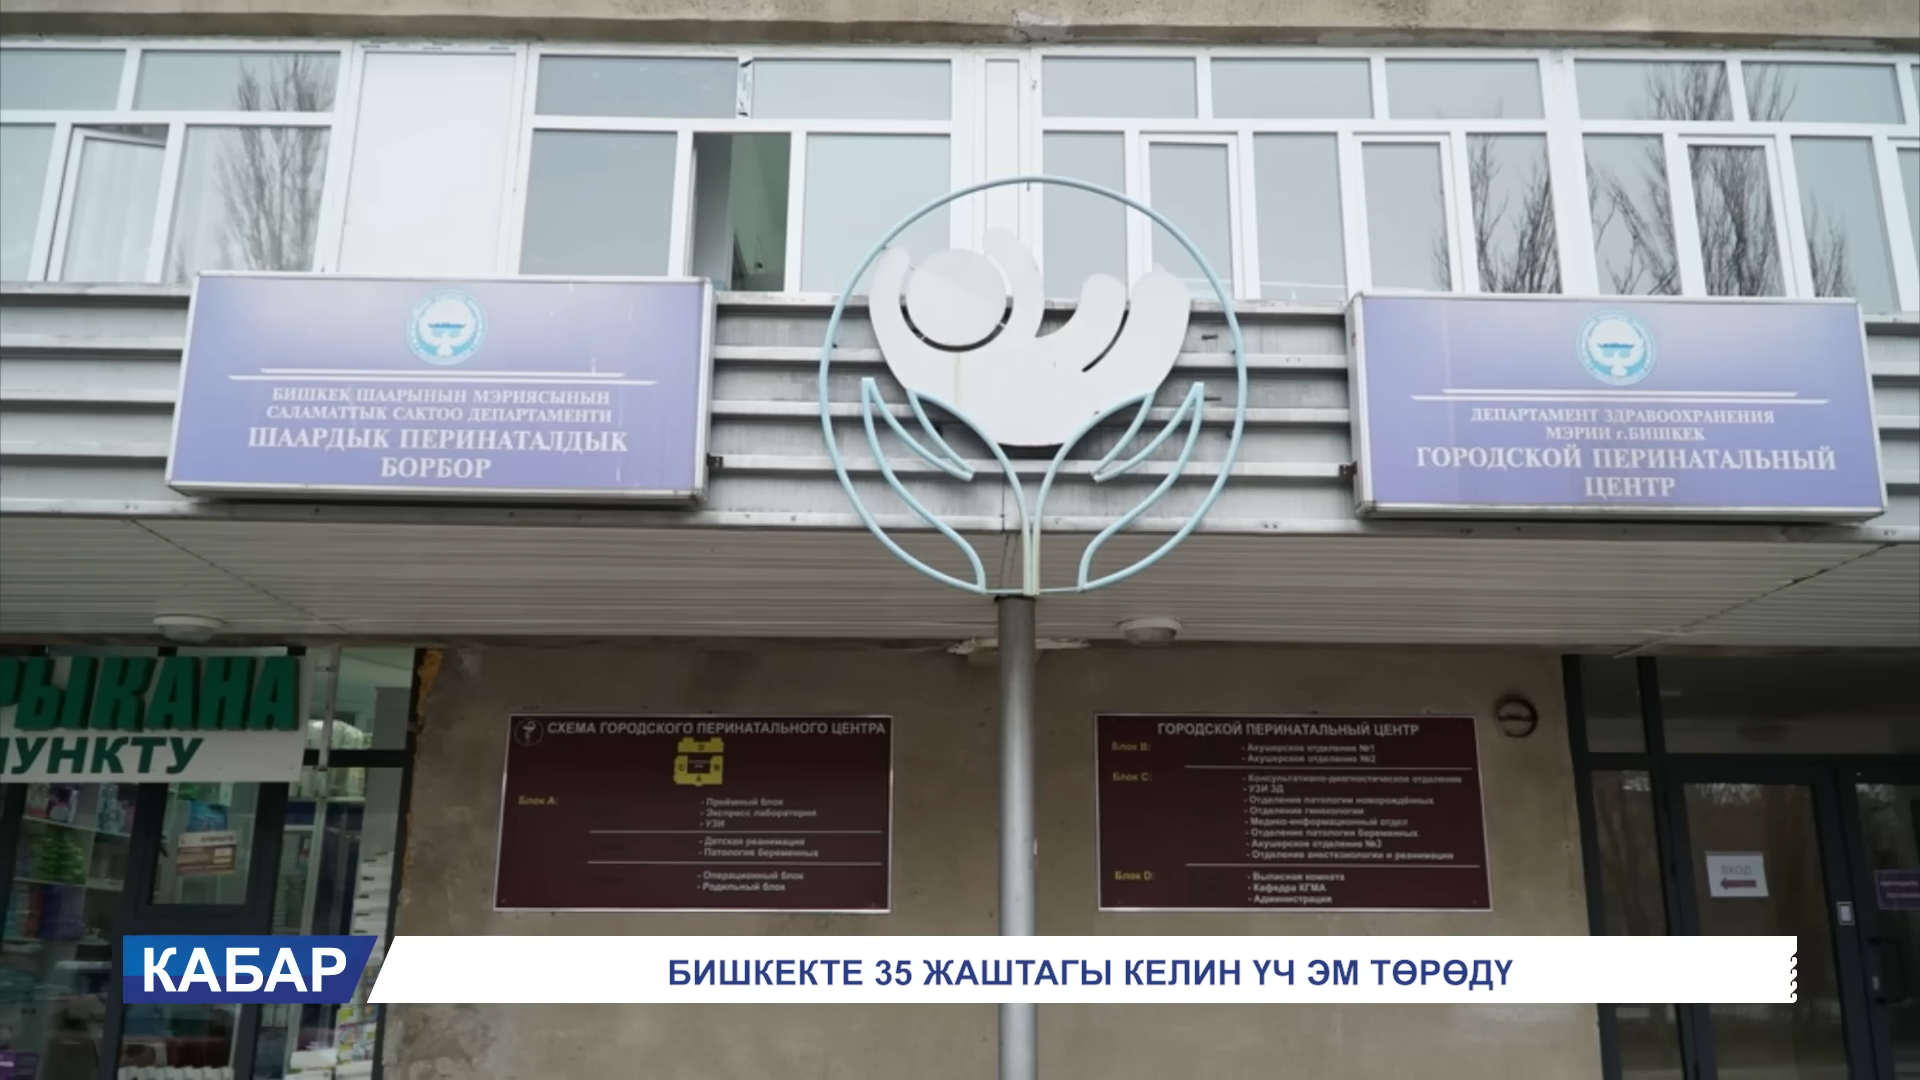 БИШКЕК ШААРЫНЫН МЭРИЯСЫНЫН
САЛАМАТТЫК САКТОО ДЕПАРТАМЕНТИ
ШААРДЫК ПЕРИНАТАЛДЫК
БОРБОР
ДЕПАРТАМЕНТ ЗДРАВООХРАНЕНИЯ
МЭРИИ г.БИШКЕК
ГОРОДСКОЙ ПЕРИНАТАЛЬНЫЙ
ЦЕНТР
РЫКАНА
ПУНКТУ
СХЕМА ГОРОДСКОГО ПЕРИНАТАЛЬНОГО ЦЕНТРА
D
C B
A
Блок А:
- Приёмный блок
- Экспресс лаборатория
- УЗИ
- Детская реанимация
- Патология беременных
- Операционный блок
- Родильный блок
ГОРОДСКОЙ ПЕРИНАТАЛЬНЫЙ ЦЕНТР
Блок B:
- Акушерское отделение №1
- Акушерское отделение №2
Блок C:
- Консультативно-диагностическое отделение
- УЗИ 3Д
- Отделение патологии новорождённых
- Отделение гинекологии
- Медико-информационный отдел
- Отделение патологии беременных
- Акушерское отделение №3
- Отделение анестезиологии и реанимации
Блок D:
- Выписная комната
- Кафедра КГМА
- Администрация
ВХОД
КАБАР
БИШКЕКТЕ 35 ЖАШТАГЫ КЕЛИН ҮЧ ЭМ ТӨРӨДҮ